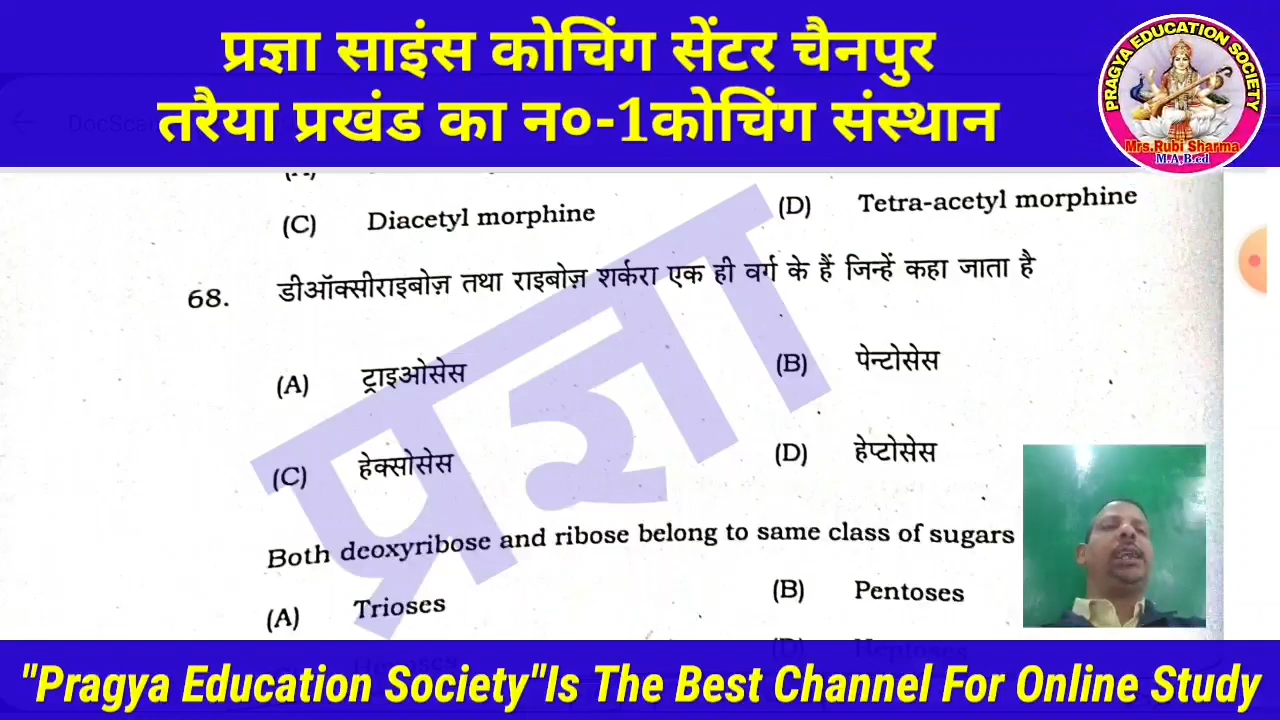 प्रज्ञा साइंस कोचिंग सेंटर चैनपुर
तरैया प्रखंड का न०-1कोचिंग संस्थान
PRAGYA EDUCATION SOCIETY
Mrs.Rubi Sharma
M.A,B.ed
(C) Diacetyl morphine (D) Tetra-acetyl morphine
68. डीऑक्सीराइबोज़ तथा राइबोज़ शर्करा एक ही वर्ग के हैं जिन्हें कहा जाता है
(A) ट्राइओसेस (B) पेन्टोसेस
(C) हेक्सोसेस (D) हेप्टोसेस
Both deoxyribose and ribose belong to same class of sugars
(A) Trioses (B) Pentoses
(D) Heptoses
प्रज्ञा
"Pragya Education Society"Is The Best Channel For Online Study